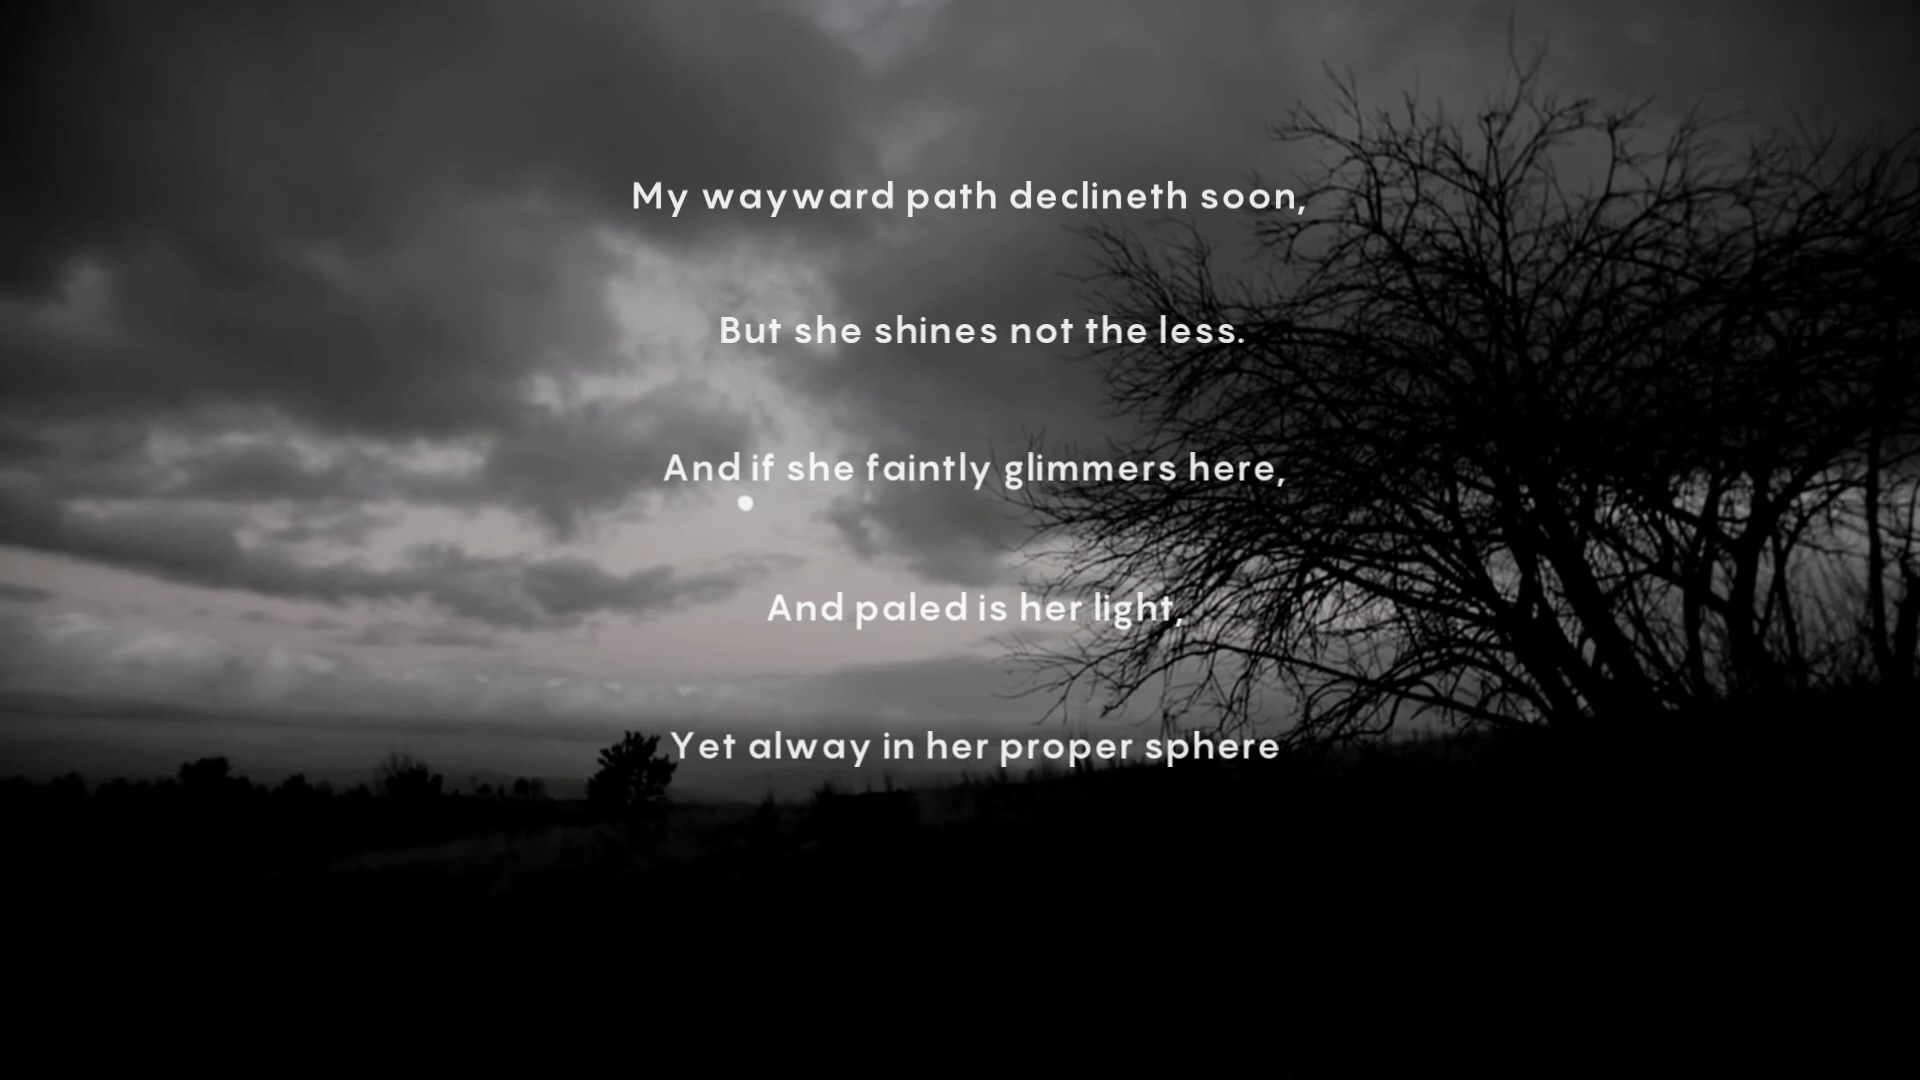 My wayward path declineth soon,
But she shines not the less.
And if she faintly glimmers here,
And paled is her light,
Yet alway in her proper sphere